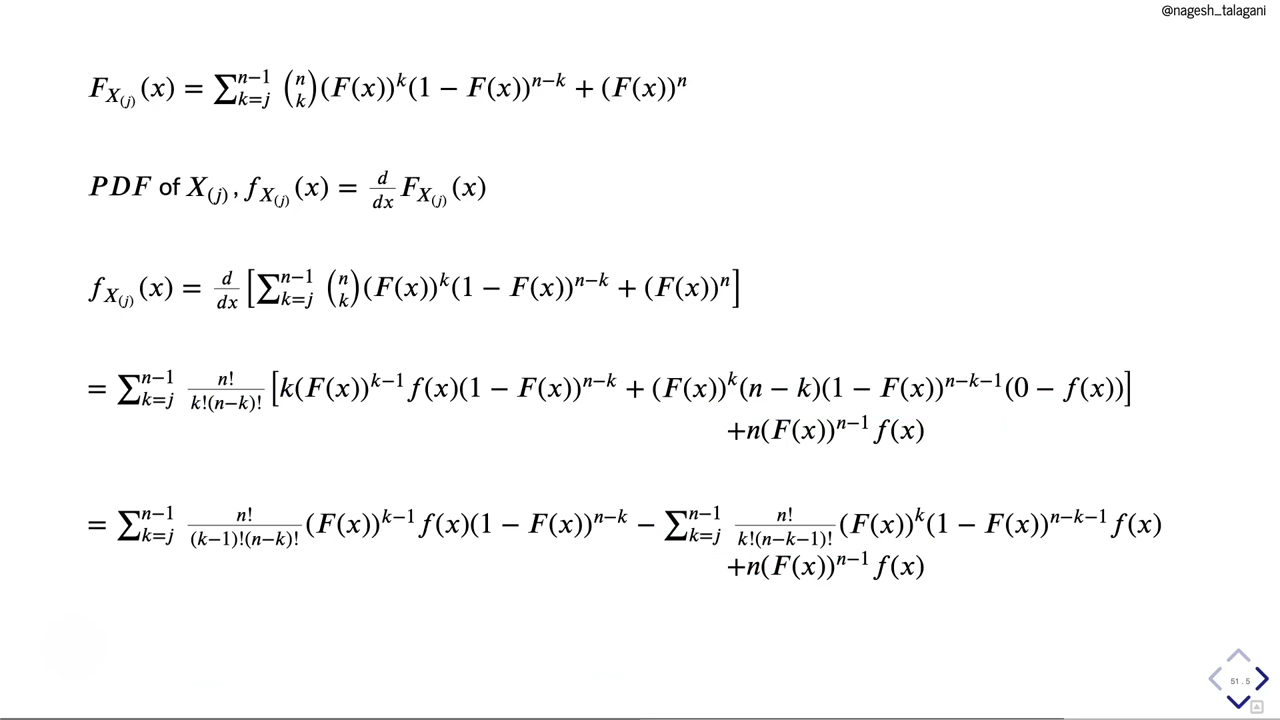 @nagesh_talagani
$F_{X_{(j)}}(x) = \sum_{k=j}^{n-1} \binom{n}{k} (F(x))^k (1 - F(x))^{n-k} + (F(x))^n$
$PDF$ of $X_{(j)}, f_{X_{(j)}}(x) = \frac{d}{dx} F_{X_{(j)}}(x)$
$f_{X_{(j)}}(x) = \frac{d}{dx} \left[ \sum_{k=j}^{n-1} \binom{n}{k} (F(x))^k (1 - F(x))^{n-k} + (F(x))^n \right]$
$= \sum_{k=j}^{n-1} \frac{n!}{k!(n-k)!} \left[ k(F(x))^{k-1} f(x)(1 - F(x))^{n-k} + (F(x))^k (n - k)(1 - F(x))^{n-k-1} (0 - f(x)) \right]$
$+n(F(x))^{n-1} f(x)$
$= \sum_{k=j}^{n-1} \frac{n!}{(k-1)!(n-k)!} (F(x))^{k-1} f(x)(1 - F(x))^{n-k} - \sum_{k=j}^{n-1} \frac{n!}{k!(n-k-1)!} (F(x))^k (1 - F(x))^{n-k-1} f(x)$
$+n(F(x))^{n-1} f(x)$
51 . 5